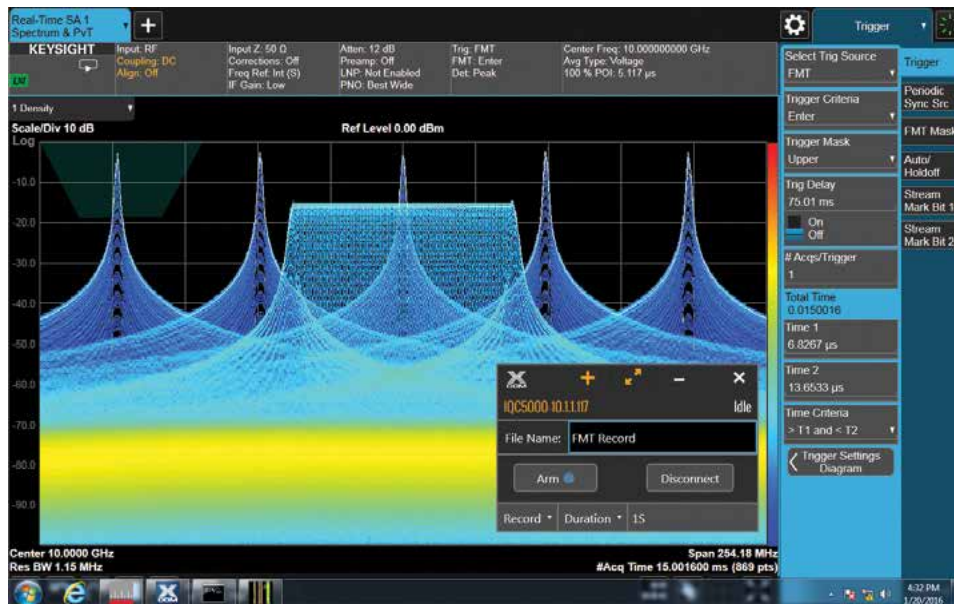 Real-Time SA 1
Spectrum & PvT
+
KEYSIGHT
LXI
Input: RF
Coupling: DC
Align: Off
Input Z: 50 Ω
Corrections: Off
Freq Ref: Int (S)
IF Gain: Low
Atten: 12 dB
Preamp: Off
LNP: Not Enabled
PNO: Best Wide
Trig: FMT
FMT: Enter
Det: Peak
Center Freq: 10.000000000 GHz
Avg Type: Voltage
100 % POI: 5.117 µs
1 Density
Scale/Div 10 dB
Ref Level 0.00 dBm
Log
-10.0
-20.0
-30.0
-40.0
-50.0
-60.0
-70.0
-80.0
-90.0
Center 10.0000 GHz
Res BW 1.15 MHz
Span 254.18 MHz
#Acq Time 15.001600 ms (869 pts)
XCOM
IQC5000-10.1.1.117
Idle
File Name: FMT Record
Arm
Disconnect
Record
Duration
1S
Trigger
Select Trig Source
FMT
Trigger Criteria
Enter
Trigger Mask
Upper
Trig Delay
75.01 ms
On
Off
# Acqs/Trigger
1
Total Time
0.0150016
Time 1
6.8267 µs
Time 2
13.6533 µs
Time Criteria
> T1 and < T2
Trigger Settings
Diagram
Trigger
Periodic
Sync Src
FMT Mask
Auto/
Holdoff
Stream
Mark Bit 1
Stream
Mark Bit 2
4:32 PM
1/20/2016